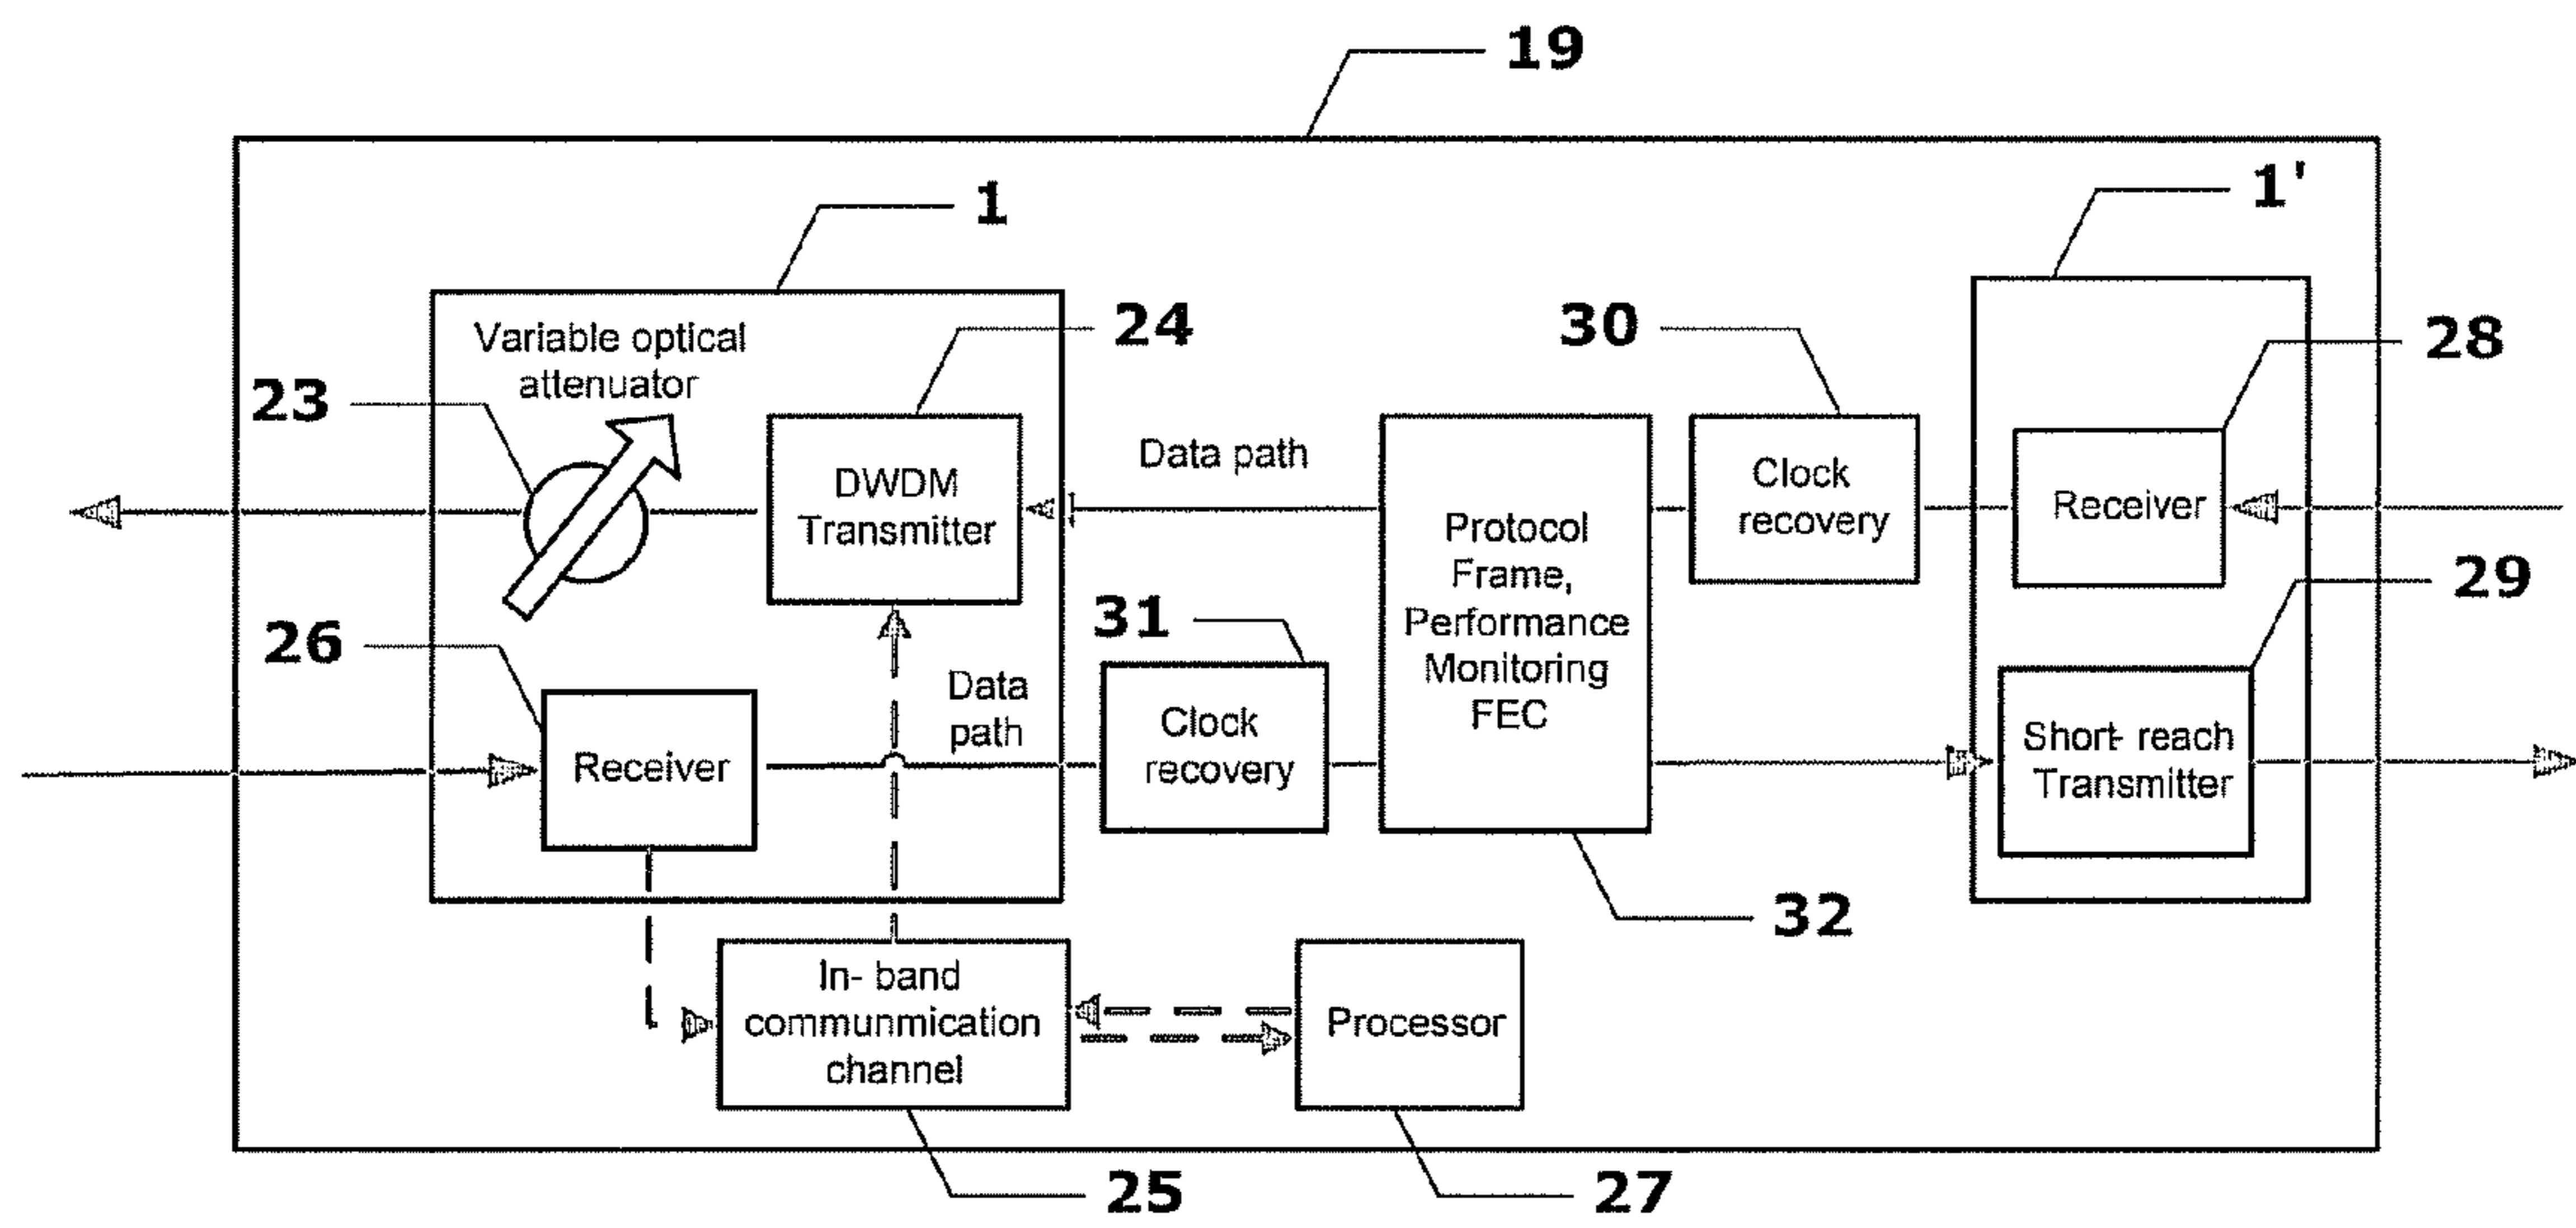 19
1
1'
Variable optical
attenuator
24
30
28
23
DWDM
Transmitter
Data path
Protocol
Frame,
Performance
Monitoring
FEC
Clock
recovery
Receiver
26
31
29
Receiver
Data
path
Clock
recovery
Short- reach
Transmitter
32
In- band
communmication
channel
Processor
25
27